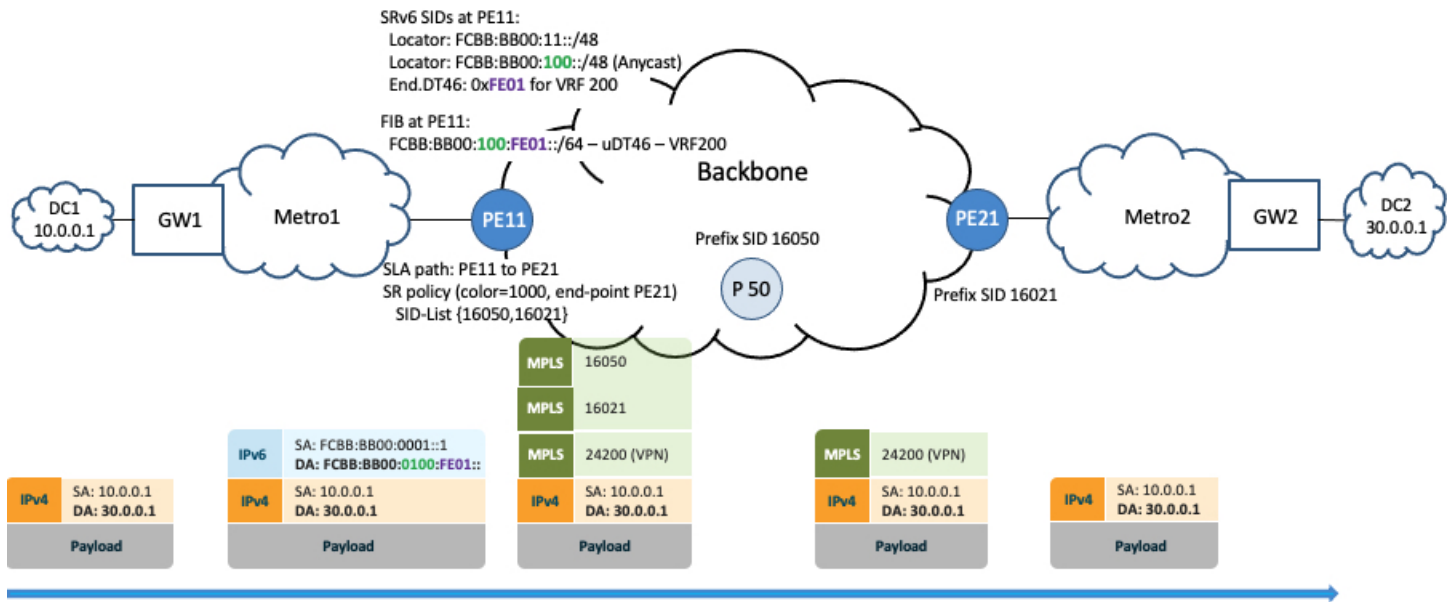 SRv6 SIDs at PE11:
Locator: FCBB:BB00:11::/48
Locator: FCBB:BB00:100::/48 (Anycast)
End.DT46: 0xFE01 for VRF 200
FIB at PE11:
FCBB:BB00:100:FE01::/64 – uDT46 – VRF200
Backbone
DC1
10.0.0.1
GW1
Metro1
PE11
PE21
Metro2
GW2
DC2
30.0.0.1
Prefix SID 16050
P 50
Prefix SID 16021
SLA path: PE11 to PE21
SR policy (color=1000, end-point PE21)
SID-List {16050,16021}
IPv4
SA: 10.0.0.1
DA: 30.0.0.1
Payload
IPv6
SA: FCBB:BB00:0001::1
DA: FCBB:BB00:0100:FE01::
IPv4
SA: 10.0.0.1
DA: 30.0.0.1
Payload
MPLS 16050
MPLS 16021
MPLS 24200 (VPN)
IPv4
SA: 10.0.0.1
DA: 30.0.0.1
Payload
MPLS 24200 (VPN)
IPv4
SA: 10.0.0.1
DA: 30.0.0.1
Payload
IPv4
SA: 10.0.0.1
DA: 30.0.0.1
Payload